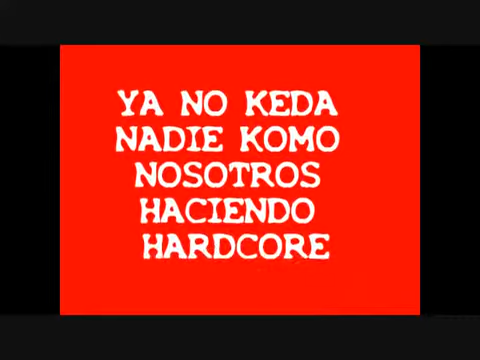 YA NO KEDA
NADIE KOMO
NOSOTROS
HACIENDO
HARDCORE